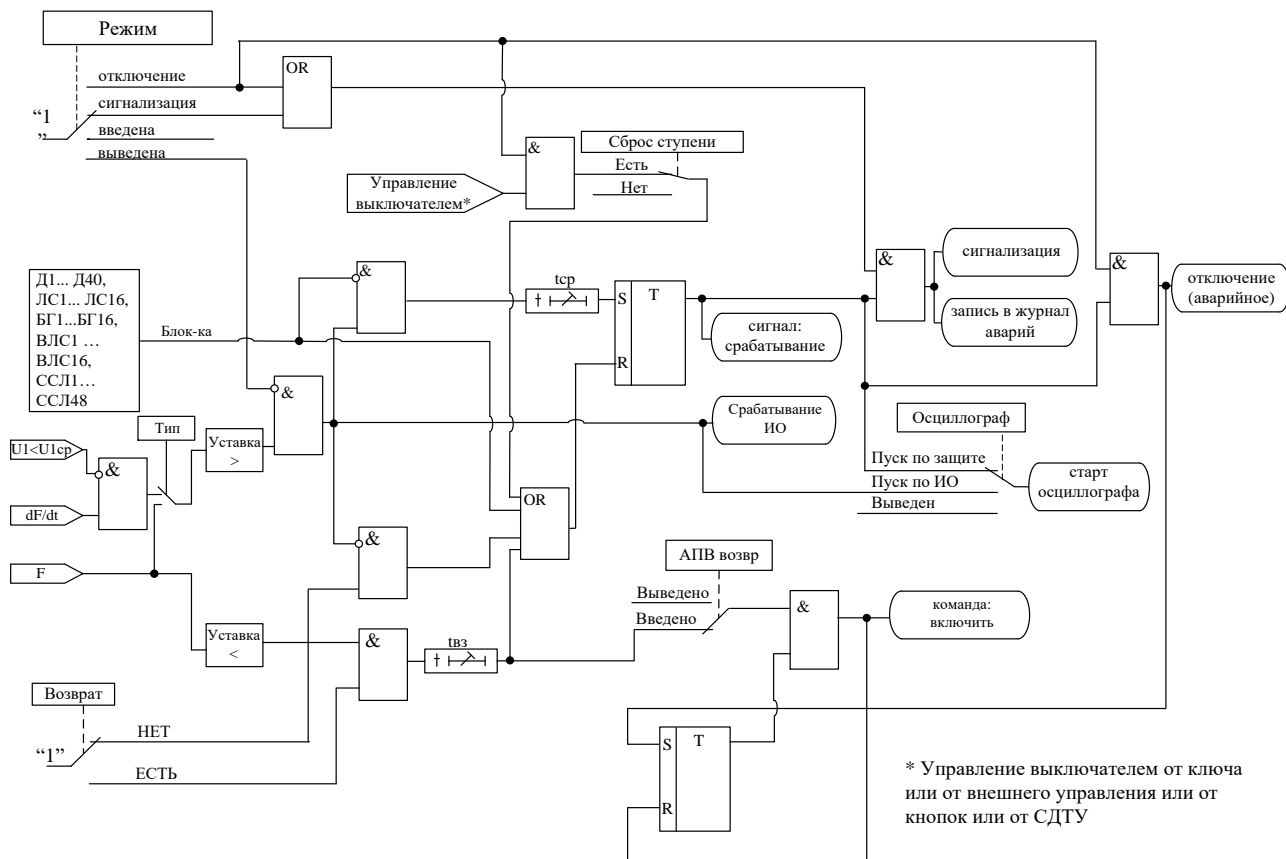 Режим
отключение
сигнализация
“1
”
введена
выведена
OR
&
Сброс ступени
Есть
Нет
Управление
выключателем*
Д1... Д40,
ЛС1... ЛС16,
БГ1...БГ16,
ВЛС1 …
ВЛС16,
ССЛ1…
ССЛ48
Блок-ка
&
tср
S
T
R
сигнал:
срабатывание
&
сигнализация
запись в журнал
аварий
&
отключение
(аварийное)
&
Тип
U1<U1ср
&
dF/dt
F
Уставка
>
Срабатывание
ИО
Осциллограф
Пуск по защите
Пуск по ИО
Выведен
старт
осциллографа
OR
&
Уставка
<
&
tвз
АПВ возвр
Выведено
Введено
&
команда:
включить
Возврат
“1”
НЕТ
ЕСТЬ
S
T
R
* Управление выключателем от ключа
или от внешнего управления или от
кнопок или от СДТУ